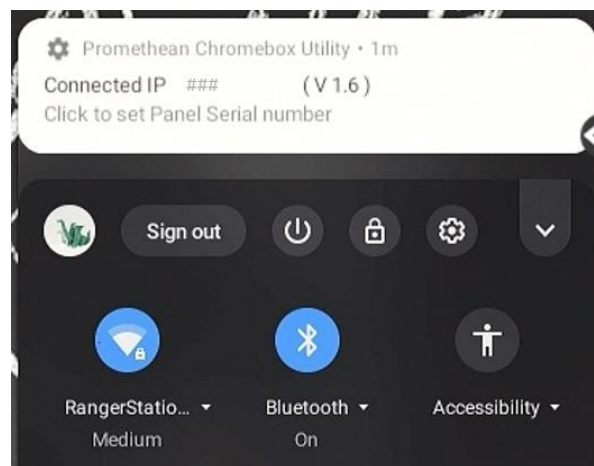 Promethean Chromebox Utility • 1m
Connected IP ### ( V 1.6 )
Click to set Panel Serial number
Sign out
RangerStatio... Bluetooth Accessibility
Medium On